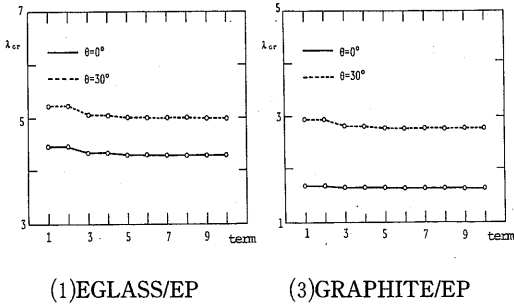 7
λcr
θ=0°
θ=30°
5
3
1 3 5 7 9 term
(1)EGLASS/EP
5
λcr
θ=0°
θ=30°
3
1
1 3 5 7 9 term
(3)GRAPHITE/EP